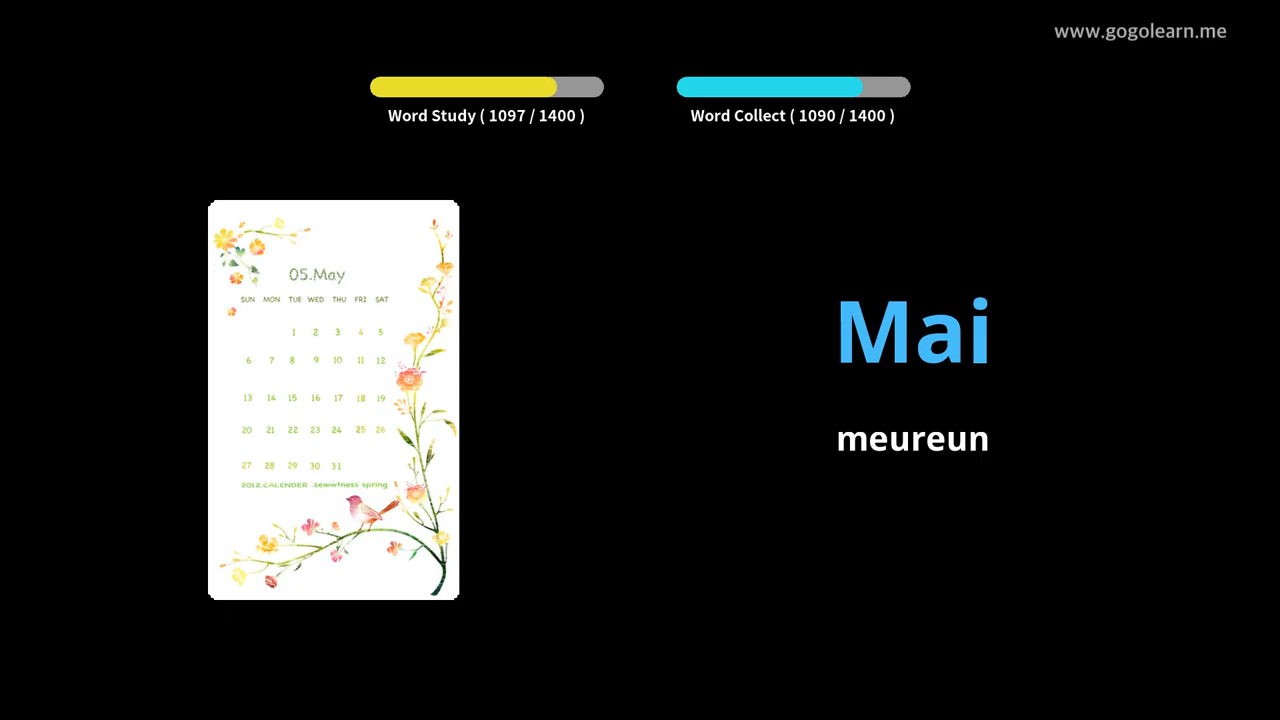 www.gogolearn.me
Word Study ( 1097 / 1400 )
Word Collect ( 1090 / 1400 )
05.May
SUN MON TUE WED THU FRI SAT
1 2 3 4 5
6 7 8 9 10 11 12
13 14 15 16 17 18 19
20 21 22 23 24 25 26
27 28 29 30 31
2012.CALENDER .sewwtness spring
Mai
meureun